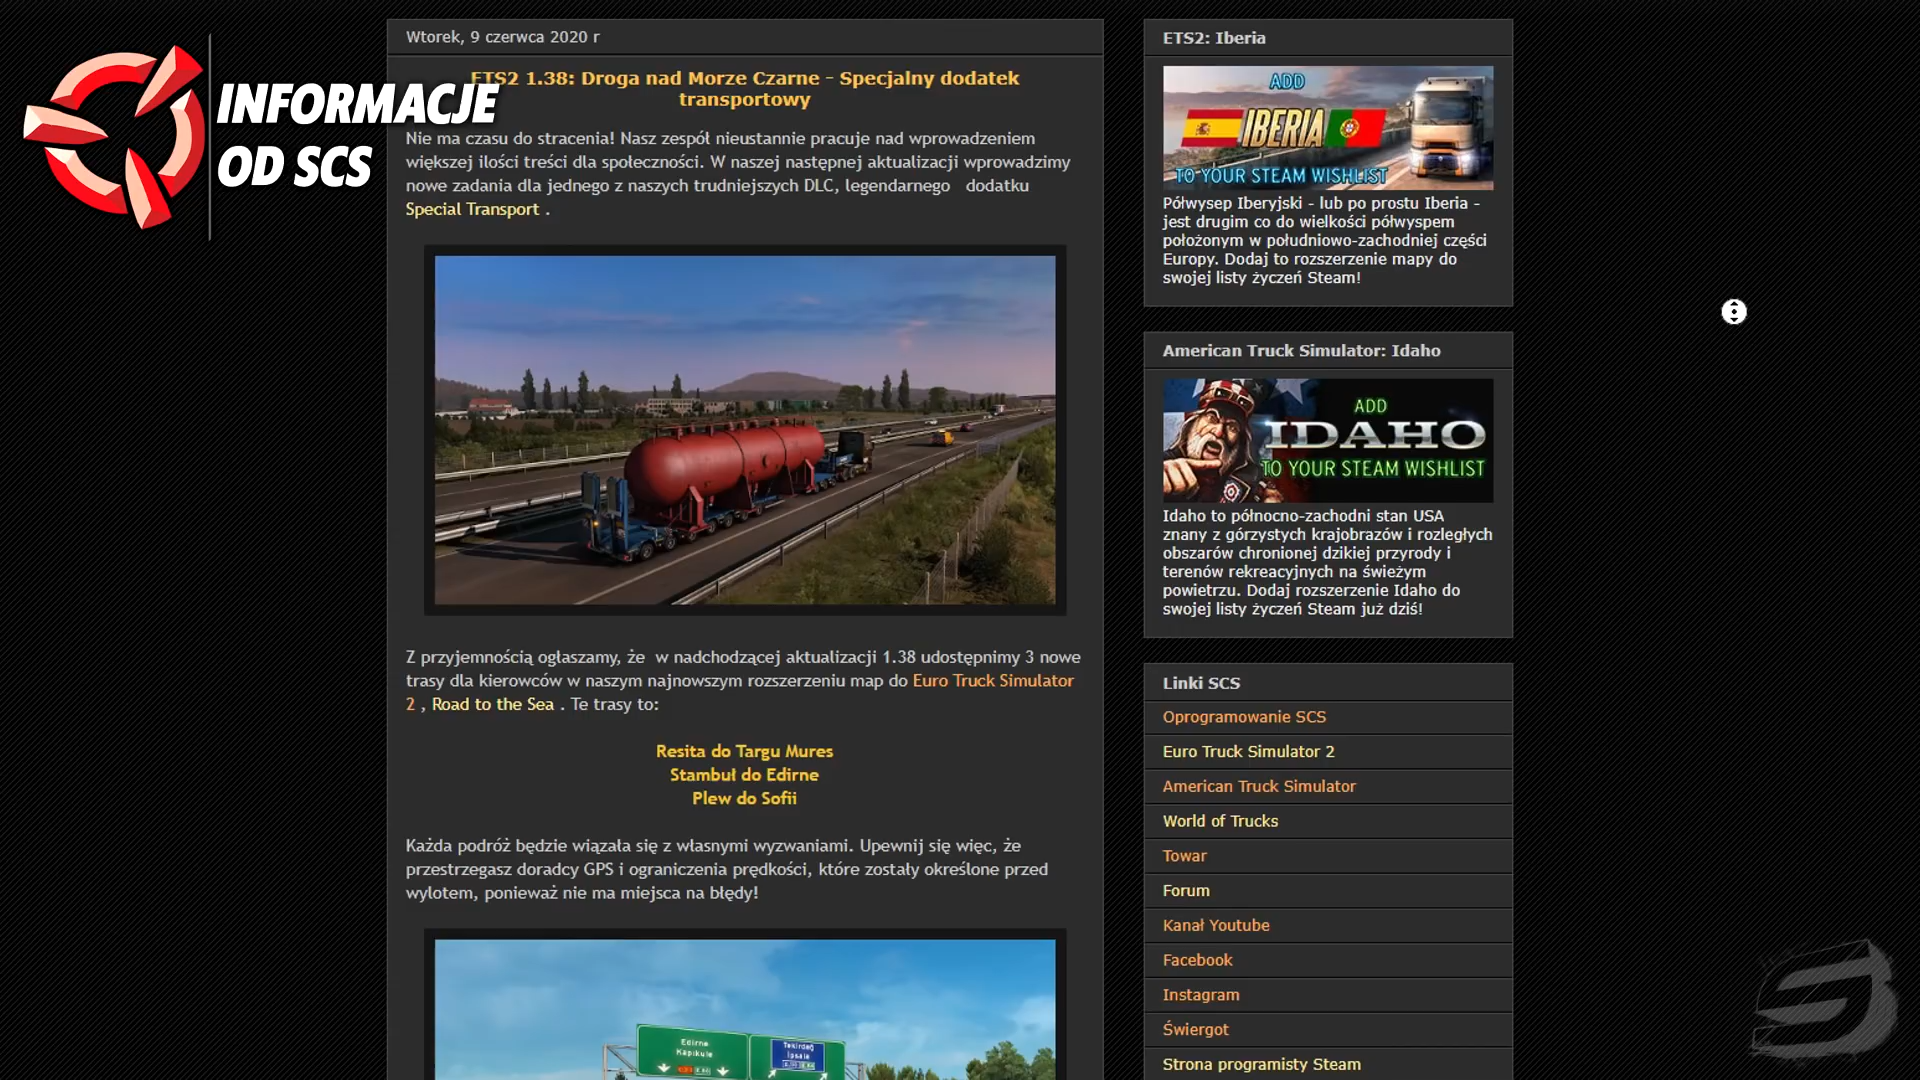 INFORMACJE
OD SCS
Wtorek, 9 czerwca 2020 r
ETS2 1.38: Droga nad Morze Czarne - Specjalny dodatek
transportowy
Nie ma czasu do stracenia! Nasz zespół nieustannie pracuje nad wprowadzeniem
większej ilości treści dla społeczności. W naszej następnej aktualizacji wprowadzimy
nowe zadania dla jednego z naszych trudniejszych DLC, legendarnego dodatku
Special Transport .
Z przyjemnością ogłaszamy, że w nadchodzącej aktualizacji 1.38 udostępnimy 3 nowe
trasy dla kierowców w naszym najnowszym rozszerzeniu map do Euro Truck Simulator
2 , Road to the Sea . Te trasy to:
Resita do Targu Mures
Stambuł do Edirne
Plew do Sofii
Każda podróż będzie wiązała się z własnymi wyzwaniami. Upewnij się więc, że
przestrzegasz doradcy GPS i ograniczenia prędkości, które zostały określone przed
wylotem, ponieważ nie ma miejsca na błędy!
Edirne
Kapıkule
Tekirdağ
İpsala
ETS2: Iberia
ADD
IBERIA
TO YOUR STEAM WISHLIST
Półwysep Iberyjski - lub po prostu Iberia -
jest drugim co do wielkości półwyspem
położonym w południowo-zachodniej części
Europy. Dodaj to rozszerzenie mapy do
swojej listy życzeń Steam!
American Truck Simulator: Idaho
ADD
IDAHO
TO YOUR STEAM WISHLIST
Idaho to północno-zachodni stan USA
znany z górzystych krajobrazów i rozległych
obszarów chronionej dzikiej przyrody i
terenów rekreacyjnych na świeżym
powietrzu. Dodaj rozszerzenie Idaho do
swojej listy życzeń Steam już dziś!
Linki SCS
Oprogramowanie SCS
Euro Truck Simulator 2
American Truck Simulator
World of Trucks
Towar
Forum
Kanał Youtube
Facebook
Instagram
Świergot
Strona programisty Steam